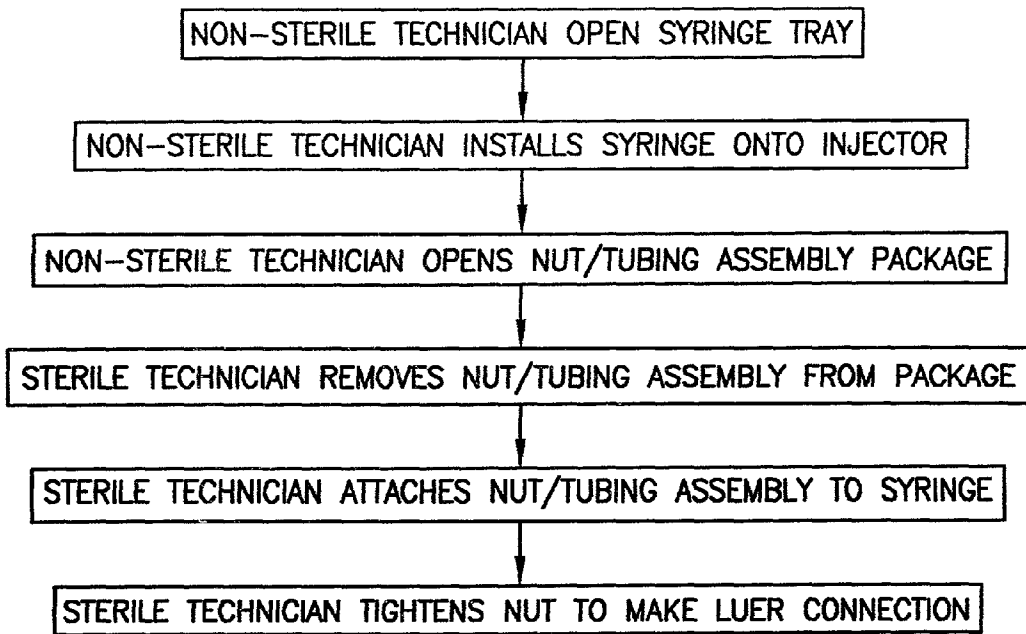 NON-STERILE TECHNICIAN OPEN SYRINGE TRAY
NON-STERILE TECHNICIAN INSTALLS SYRINGE ONTO INJECTOR
NON-STERILE TECHNICIAN OPENS NUT/TUBING ASSEMBLY PACKAGE
STERILE TECHNICIAN REMOVES NUT/TUBING ASSEMBLY FROM PACKAGE
STERILE TECHNICIAN ATTACHES NUT/TUBING ASSEMBLY TO SYRINGE
STERILE TECHNICIAN TIGHTENS NUT TO MAKE LUER CONNECTION